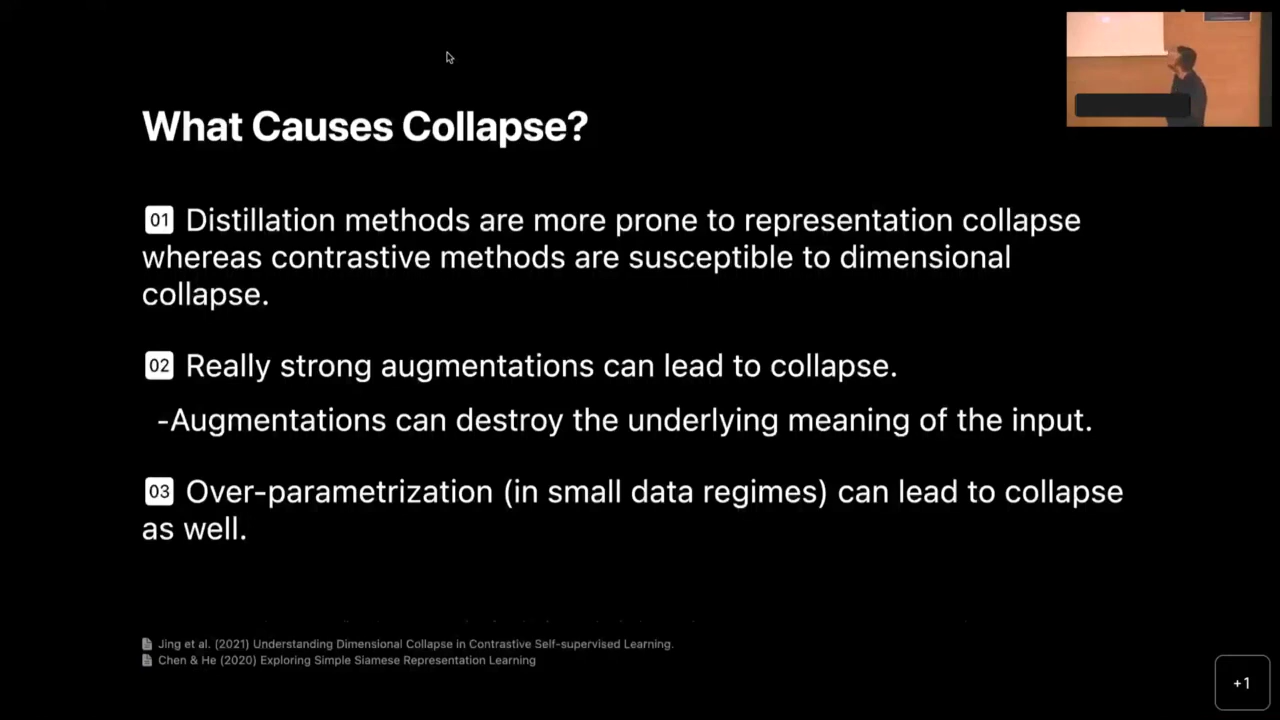 What Causes Collapse?
01 Distillation methods are more prone to representation collapse
whereas contrastive methods are susceptible to dimensional
collapse.
02 Really strong augmentations can lead to collapse.
-Augmentations can destroy the underlying meaning of the input.
03 Over-parametrization (in small data regimes) can lead to collapse
as well.
Jing et al. (2021) Understanding Dimensional Collapse in Contrastive Self-supervised Learning.
Chen & He (2020) Exploring Simple Siamese Representation Learning
+1